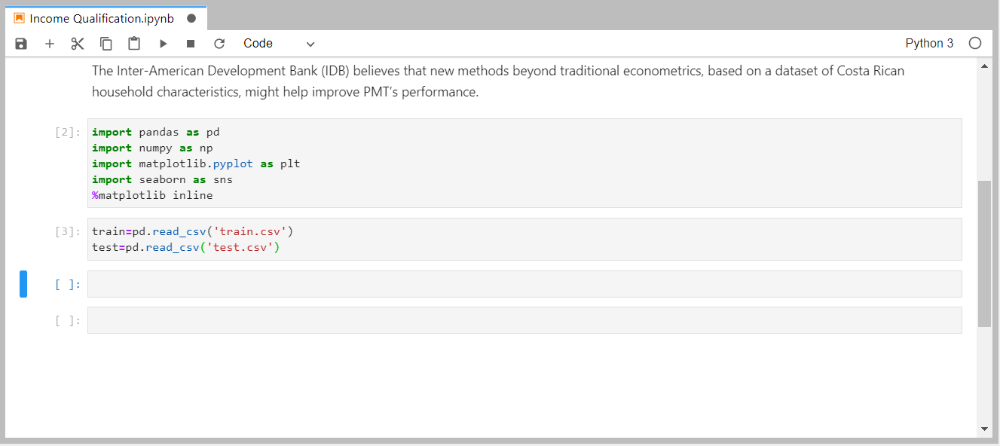 Income Qualification.ipynb
Code
Python 3
The Inter-American Development Bank (IDB) believes that new methods beyond traditional econometrics, based on a dataset of Costa Rican
household characteristics, might help improve PMT's performance.
[2]:
import pandas as pd
import numpy as np
import matplotlib.pyplot as plt
import seaborn as sns
%matplotlib inline
[3]:
train=pd.read_csv('train.csv')
test=pd.read_csv('test.csv')
[ ]:
[ ]: